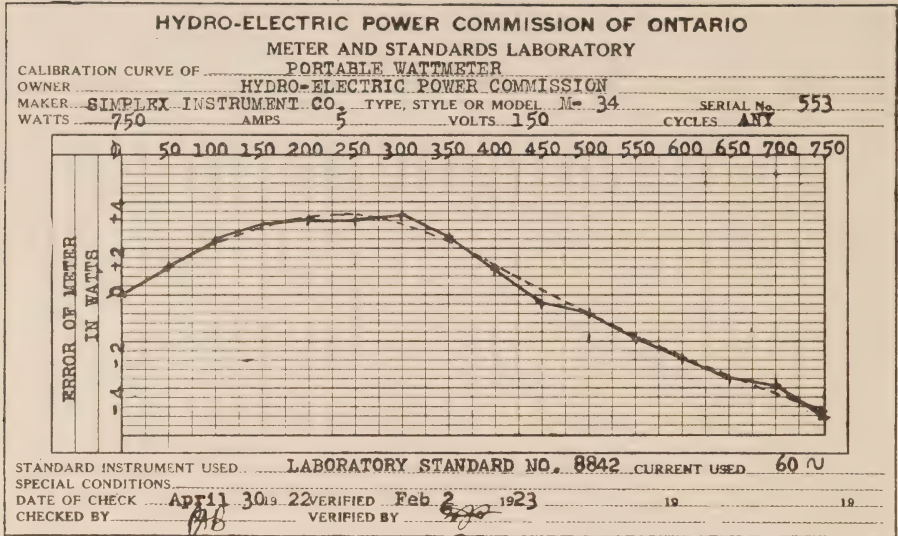 HYDRO-ELECTRIC POWER COMMISSION OF ONTARIO
METER AND STANDARDS LABORATORY
CALIBRATION CURVE OF PORTABLE WATTMETER
OWNER HYDRO-ELECTRIC POWER COMMISSION
MAKER SIMPLEX INSTRUMENT CO. TYPE, STYLE OR MODEL M- 34 SERIAL No. 553
WATTS 750 AMPS 5 VOLTS 150 CYCLES ANY
0 50 100 150 200 250 300 350 400 450 500 550 600 650 700 750
+4
+2
0
-2
-4
ERROR OF METER
IN WATTS
STANDARD INSTRUMENT USED LABORATORY STANDARD NO. 8842 CURRENT USED 60 ~
SPECIAL CONDITIONS
DATE OF CHECK April 30 19 22 VERIFIED Feb 2 1923 19 19
CHECKED BY VERIFIED BY